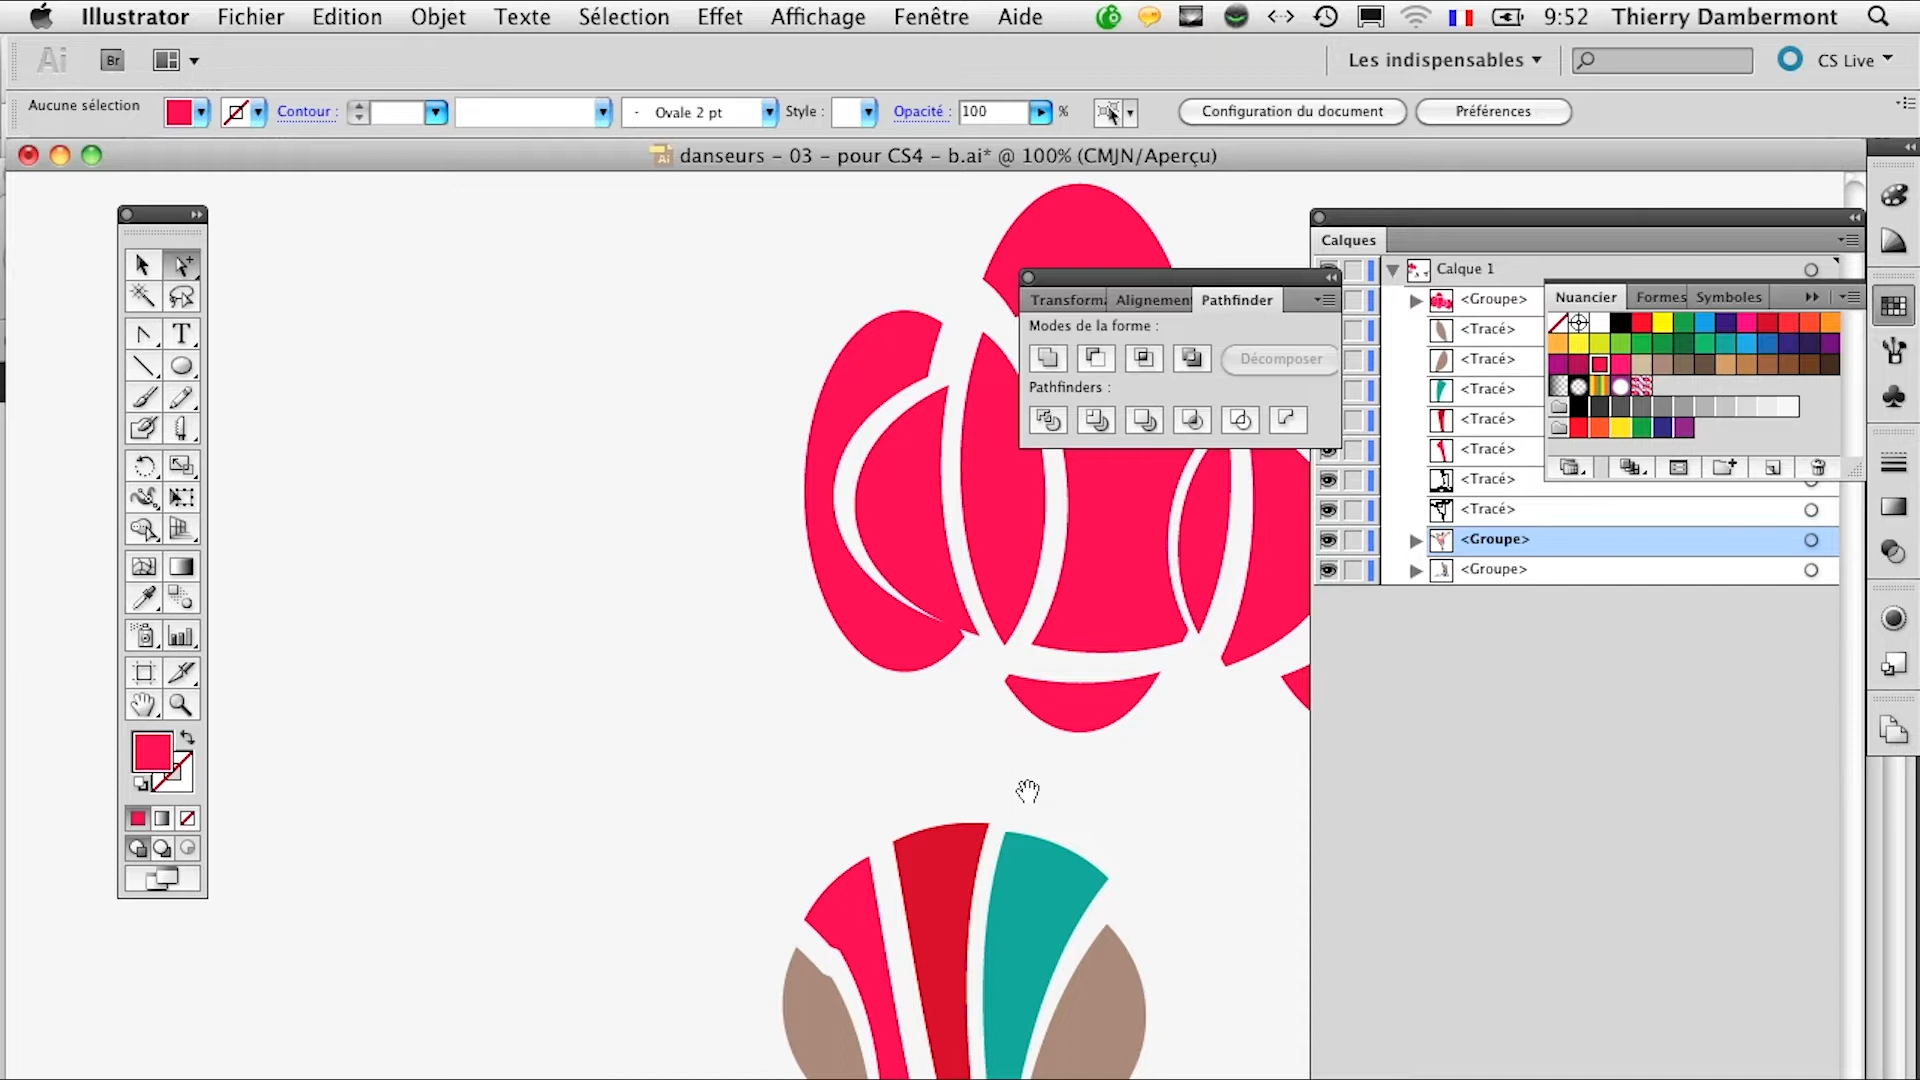 Illustrator Fichier Edition Objet Texte Sélection Effet Affichage Fenêtre Aide 9:52 Thierry Dambermont
Ai Br Les indispensables CS Live
Aucune sélection Contour : - Ovale 2 pt Style : Opacité : 100 % Configuration du document Préférences
danseurs - 03 - pour CS4 - b.ai* @ 100% (CMJN/Aperçu)
Calques
Calque 1
<Groupe>
<Tracé>
<Tracé>
<Tracé>
<Tracé>
<Tracé>
<Tracé>
<Tracé>
<Groupe>
<Groupe>
Transforma Alignement Pathfinder
Modes de la forme :
Décomposer
Pathfinders :
Nuancier Formes Symboles